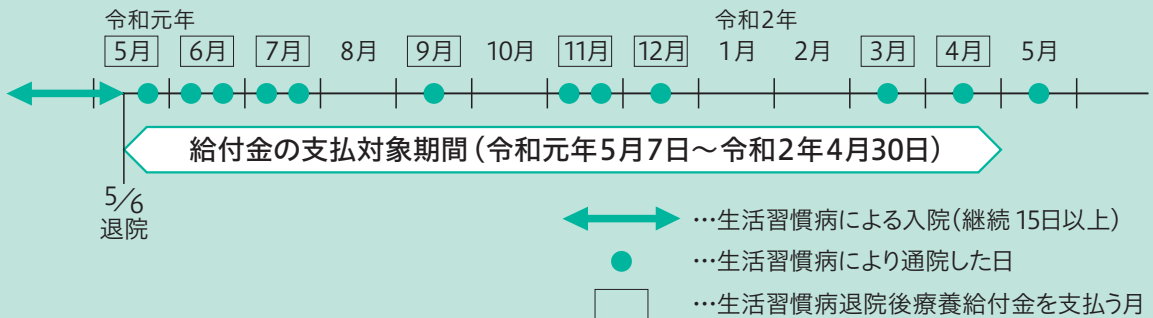 令和元年 令和2年
5月 6月 7月 8月 9月 10月 11月 12月 1月 2月 3月 4月 5月
給付金の支払対象期間(令和元年5月7日～令和2年4月30日)
5/6
退院
…生活習慣病による入院(継続15日以上)
…生活習慣病により通院した日
…生活習慣病退院後療養給付金を支払う月